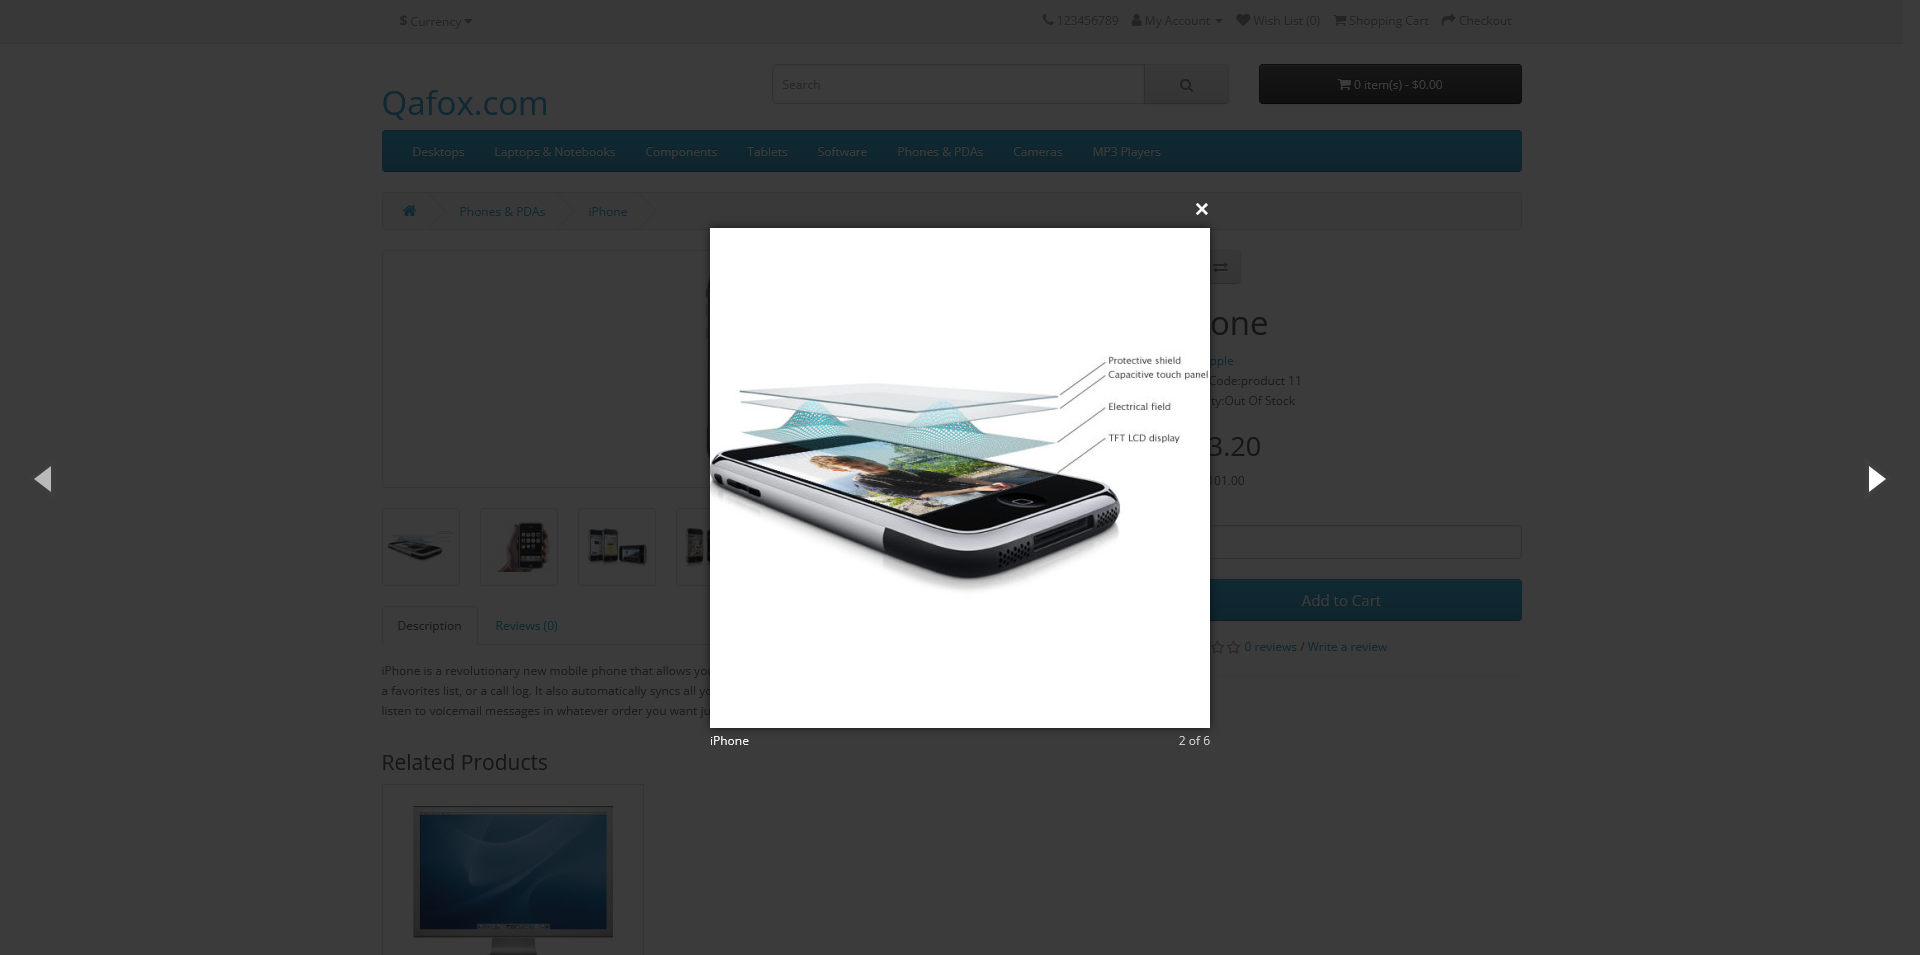 $ Currency
123456789 My Account Wish List (0) Shopping Cart Checkout
Qafox.com
Search
0 item(s) - $0.00
Desktops Laptops & Notebooks Components Tablets Software Phones & PDAs Cameras MP3 Players
Phones & PDAs iPhone
×
one
pple
Code:product 11
ty:Out Of Stock
3.20
01.00
Protective shield
Capacitive touch panel
Electrical field
TFT LCD display
Add to Cart
0 reviews / Write a review
Description Reviews (0)
iPhone is a revolutionary new mobile phone that allows yo
a favorites list, or a call log. It also automatically syncs all yo
listen to voicemail messages in whatever order you want ju
iPhone 2 of 6
Related Products